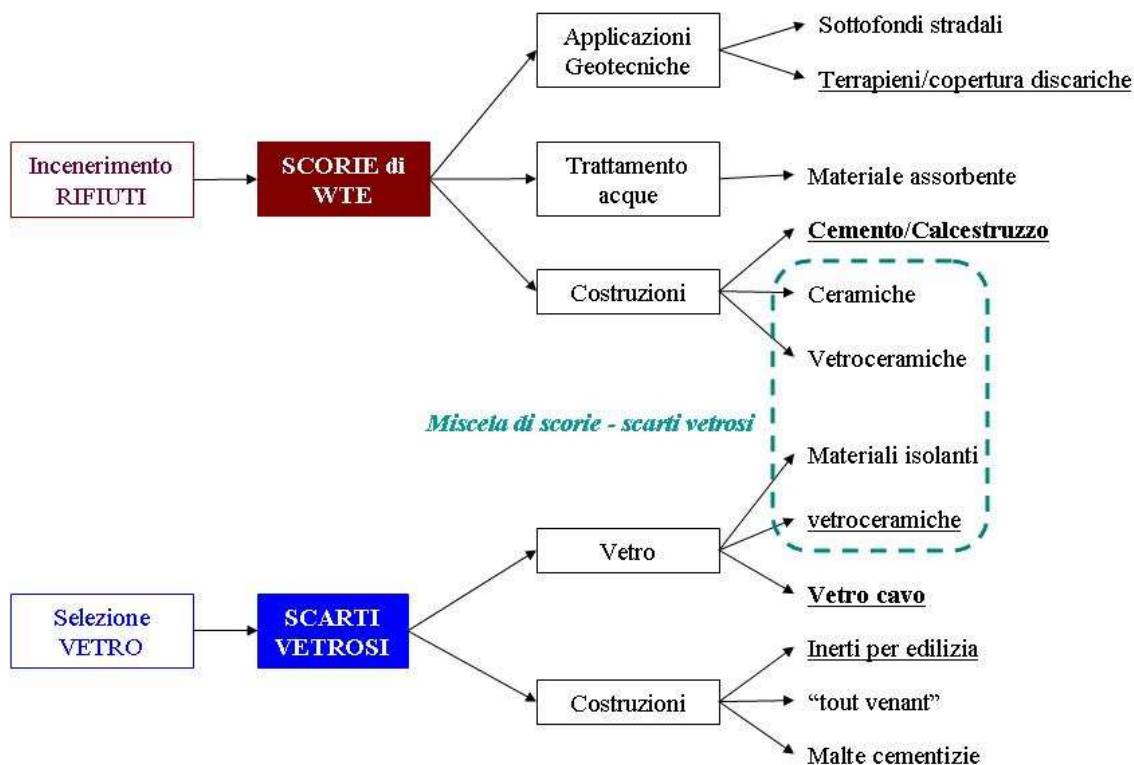 Applicazioni
Geotecniche
Sottofondi stradali
Terrapieni/copertura discariche
Incenerimento
RIFIUTI
SCORIE di
WTE
Trattamento
acque
Materiale assorbente
Cemento/Calcestruzzo
Costruzioni
Ceramiche
Vetroceramiche
Miscela di scorie - scarti vetrosi
Materiali isolanti
vetroceramiche
Vetro
Vetro cavo
Selezione
VETRO
SCARTI
VETROSI
Inerti per edilizia
Costruzioni
“tout venant”
Malte cementizie